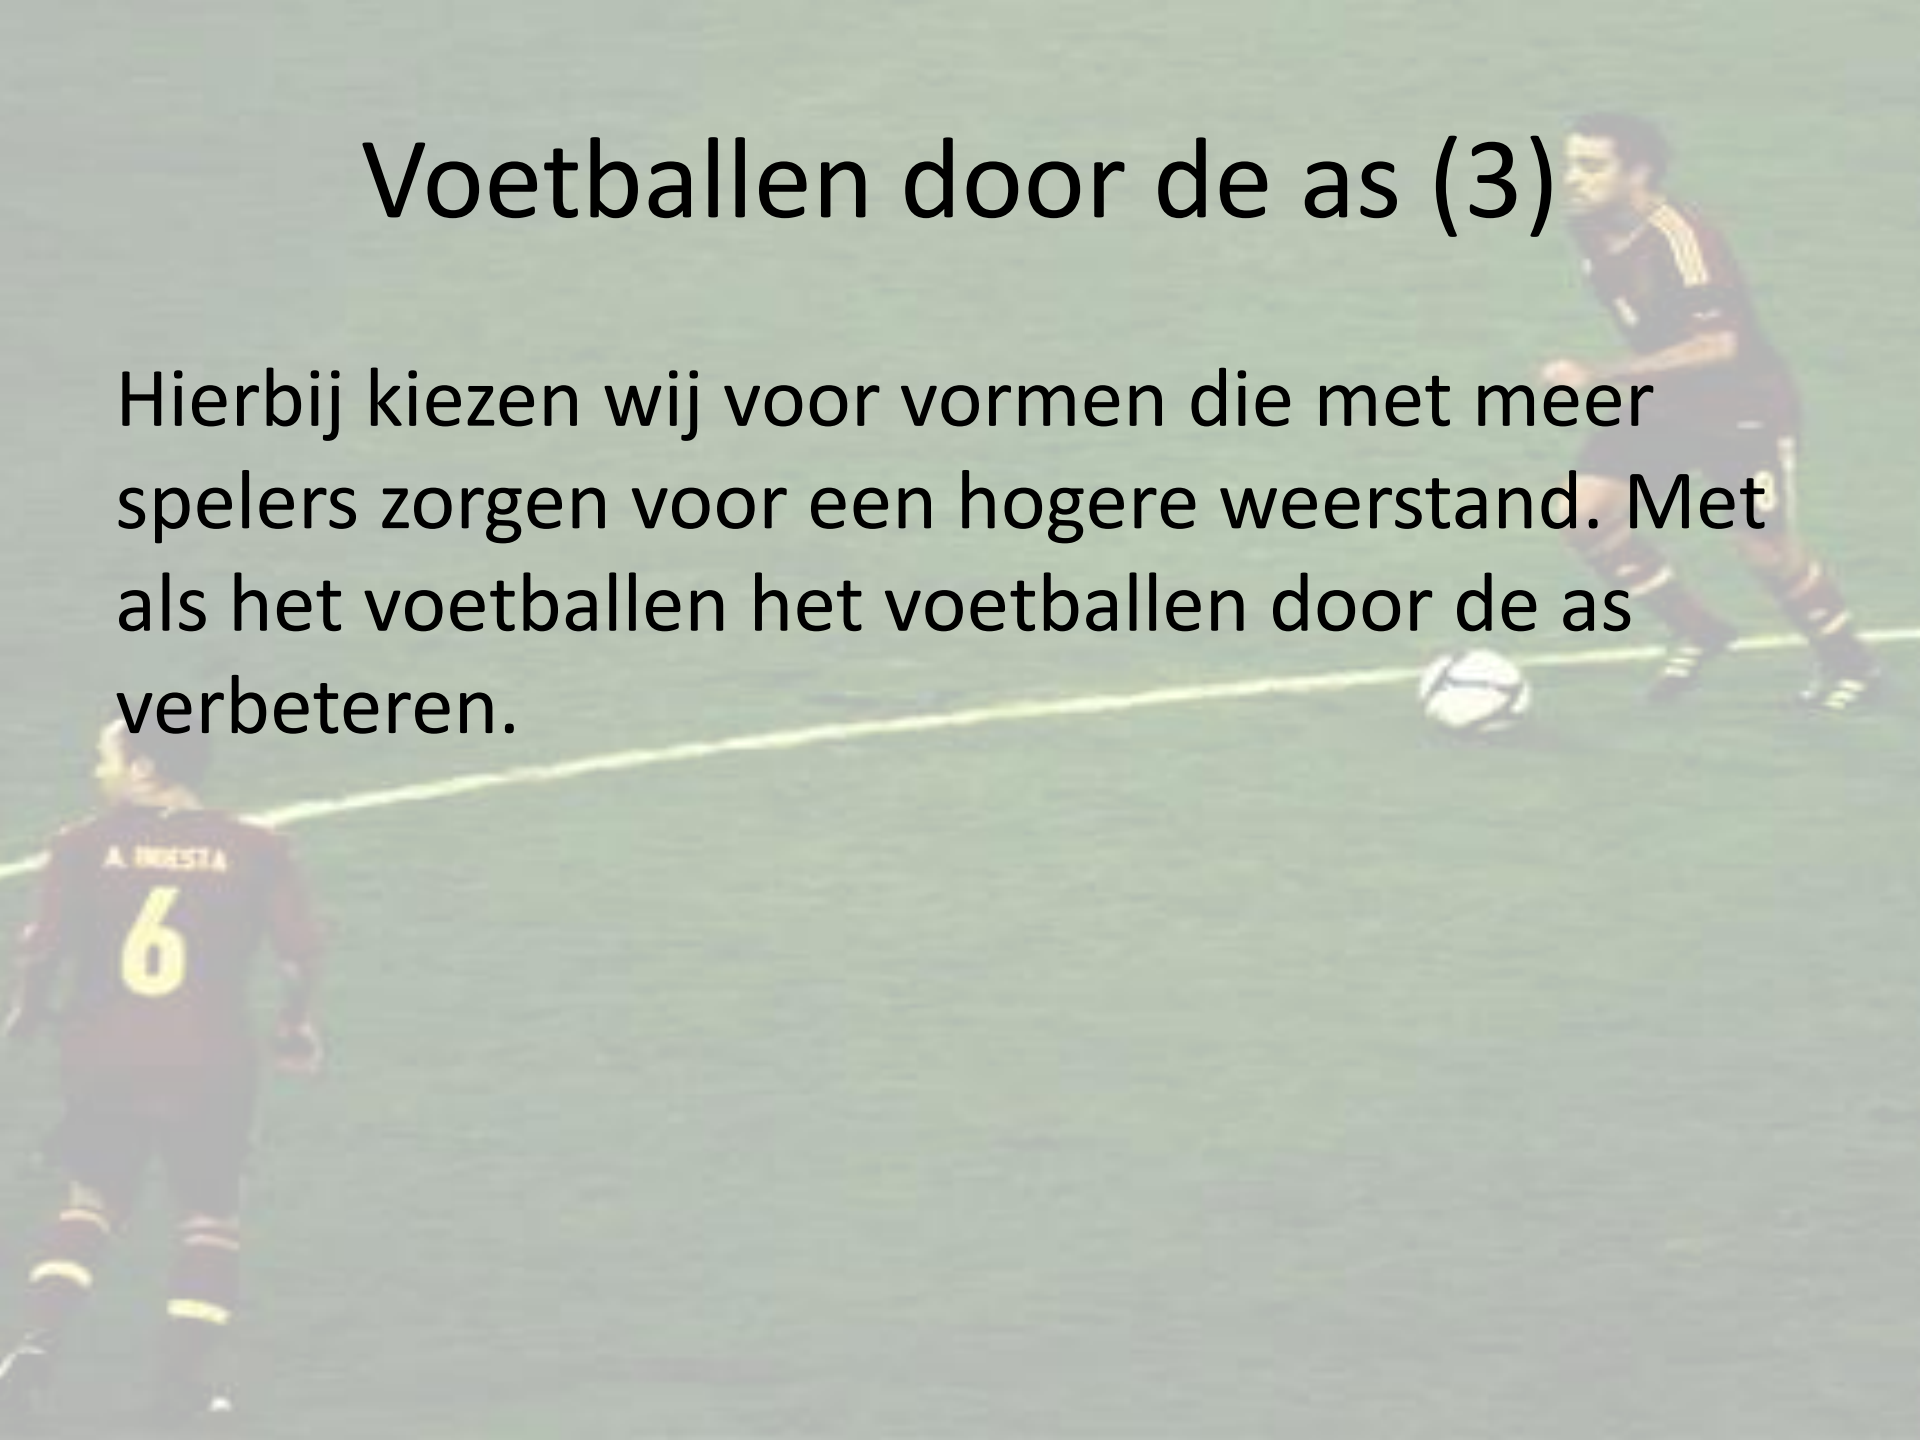 Voetballen door de as (3)
Hierbij kiezen wij voor vormen die met meer
spelers zorgen voor een hogere weerstand. Met
als het voetballen het voetballen door de as
verbeteren.
A. INIESTA
6